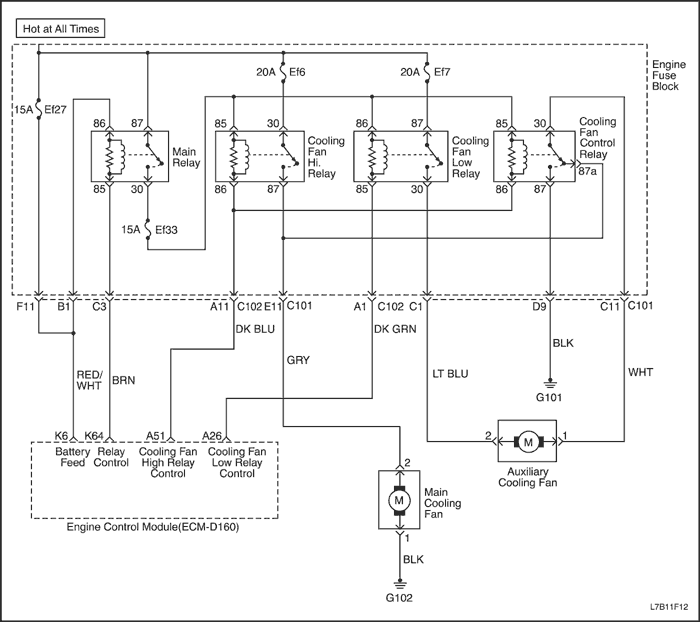 Hot at All Times
Engine
Fuse
Block
20A Ef6
20A Ef7
15A Ef27
86 87
85 30
86 87
85 30
Main
Relay
Cooling
Fan
Hi.
Relay
Cooling
Fan
Low
Relay
Cooling
Fan
Control
Relay
87a
85 30
86 87
85 30
86 87
15A Ef33
F11 B1 C3 A11 C102 E11 C101 A1 C102 C1 D9 C11 C101
DK BLU
DK GRN
RED/
WHT
BRN
GRY
LT BLU
BLK
WHT
G101
K6 K64 A51 A26
Battery
Feed
Relay
Control
Cooling Fan
High Relay
Control
Cooling Fan
Low Relay
Control
Engine Control Module(ECM-D160)
2 M 1
Auxiliary
Cooling Fan
2
M
1
Main
Cooling
Fan
BLK
G102
L7B11F12